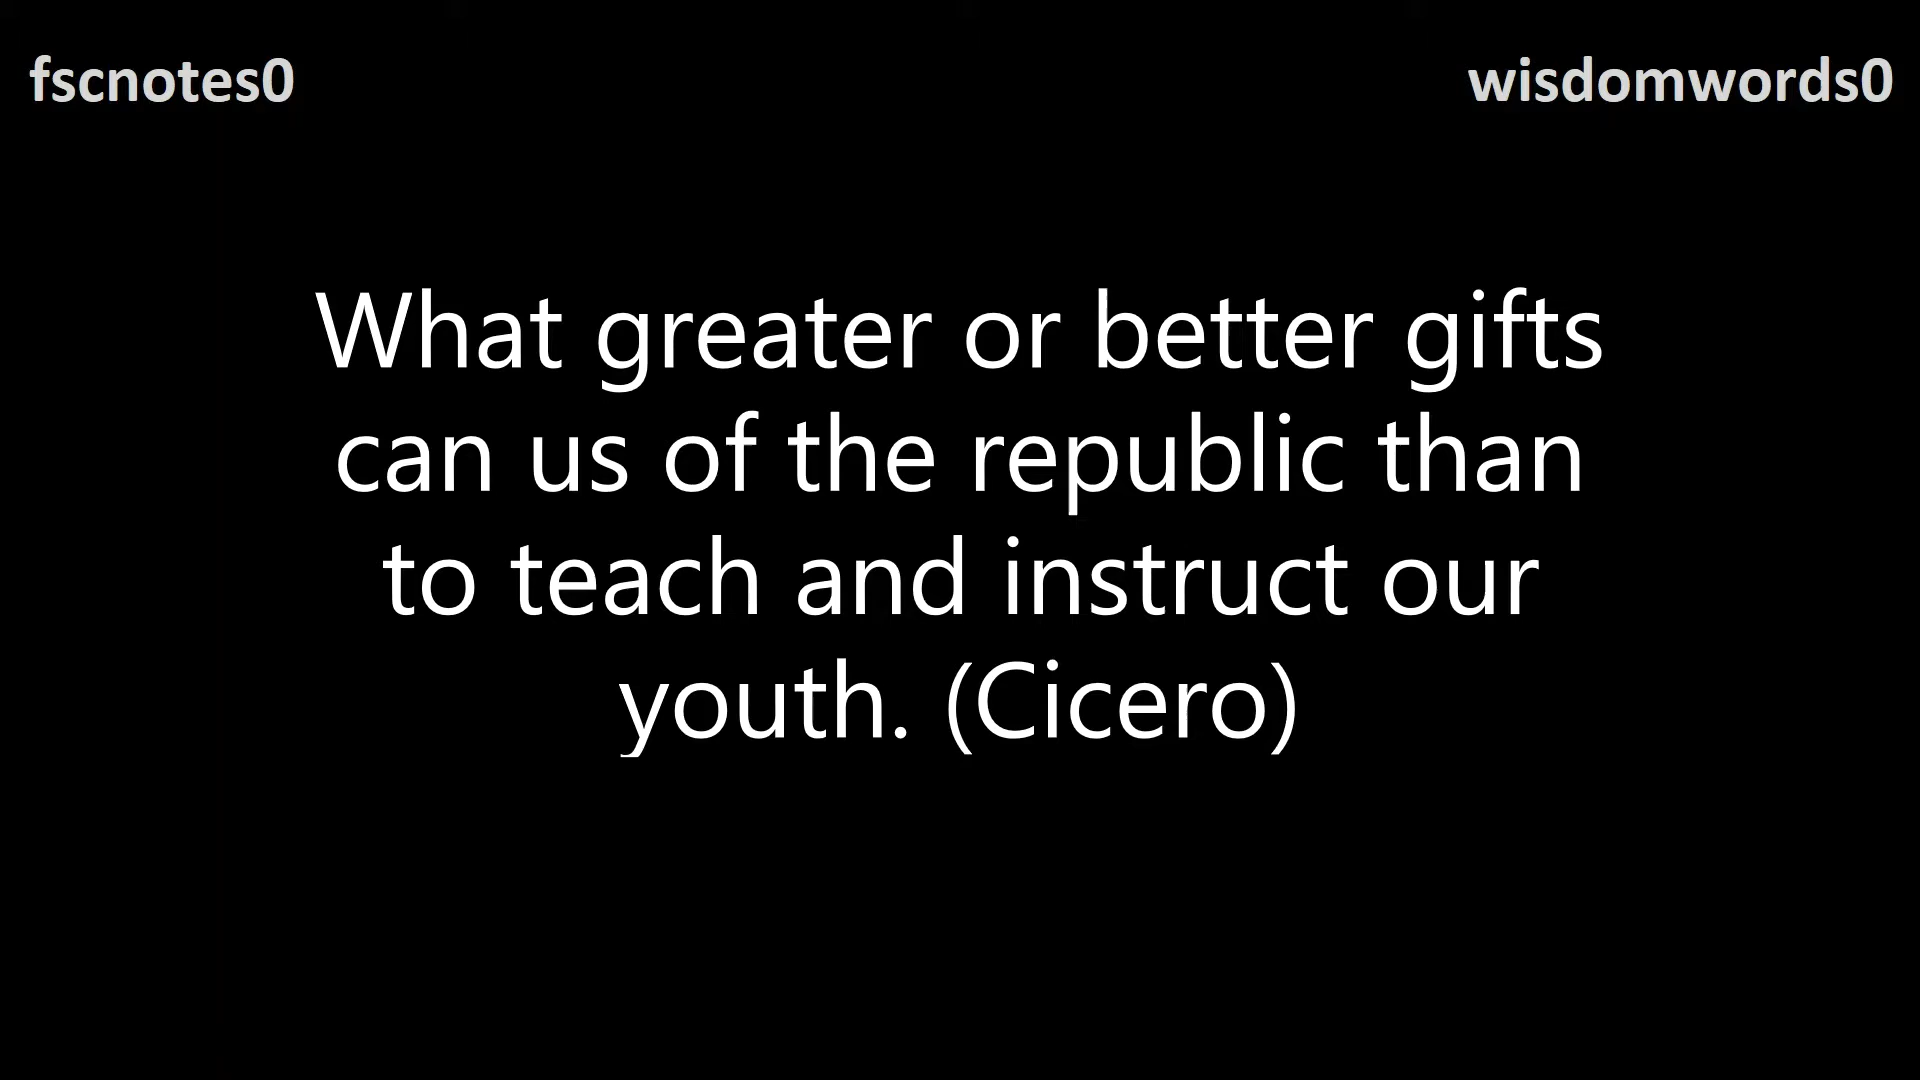 fscnotes0
wisdomwords0
What greater or better gifts
can us of the republic than
to teach and instruct our
youth. (Cicero)